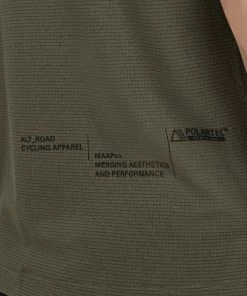 ALT_ROAD
CYCLING APPAREL
MAAP>>
MERGING AESTHETICS
AND PERFORMANCE
POLARTEC®